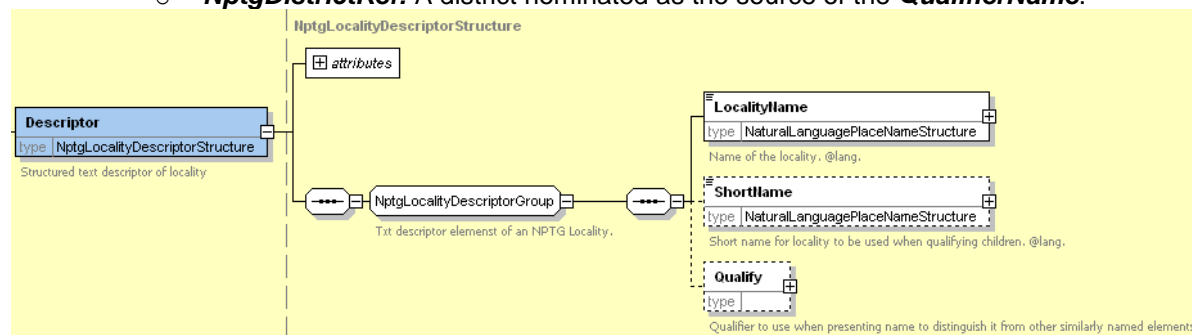 NptgDistrictRef: A district nominated as the source of the QualifierName.
NptgLocalityDescriptorStructure
attributes
Descriptor
type NptgLocalityDescriptorStructure
Structured text descriptor of locality
NptgLocalityDescriptorGroup
Txt descriptor elemenst of an NPTG Locality.
LocalityName
type NaturalLanguagePlaceNameStructure
Name of the locality. @lang.
ShortName
type NaturalLanguagePlaceNameStructure
Short name for locality to be used when qualifying children. @lang.
Qualify
type
Qualifier to use when presenting name to distinguish it from other similarly named elements